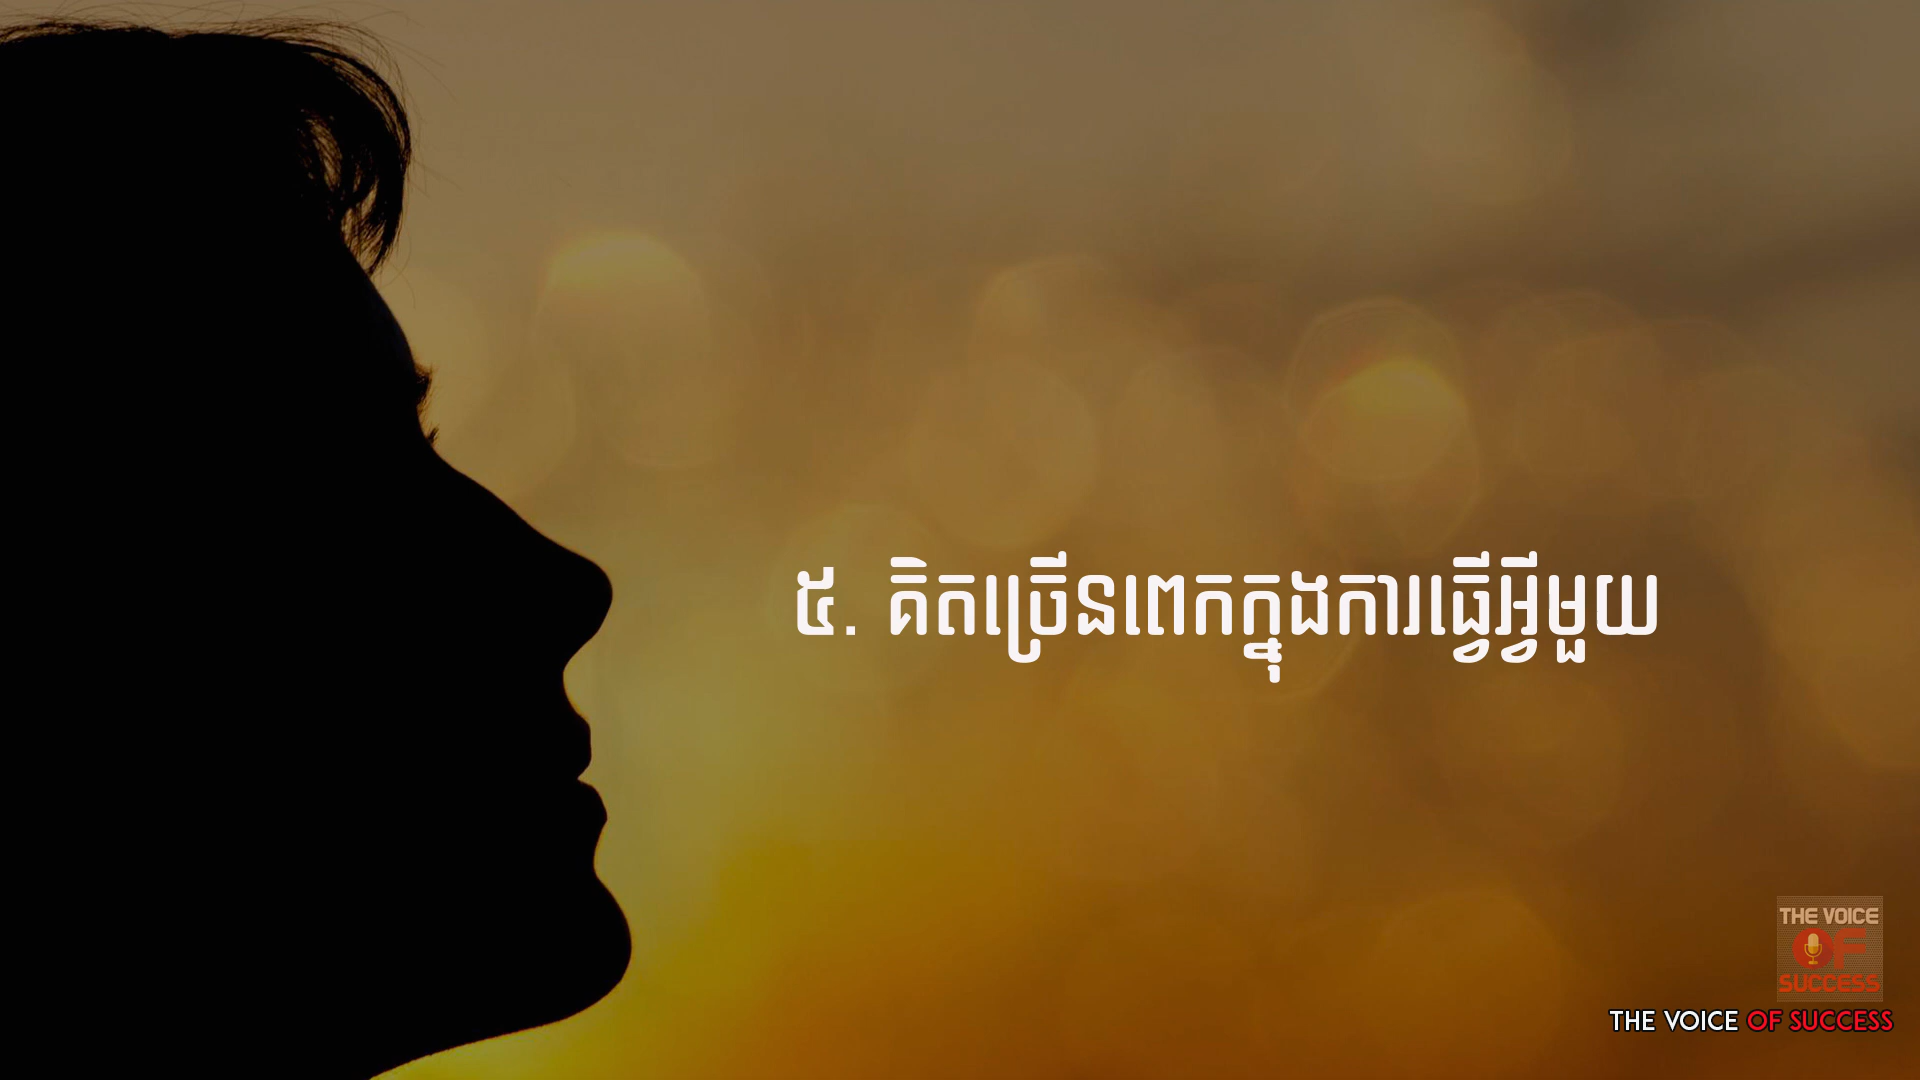 ៥. គិតច្រើនពេកក្នុងការធ្វើអ្វីមួយ
THE VOICE
OF
SUCCESS
THE VOICE OF SUCCESS